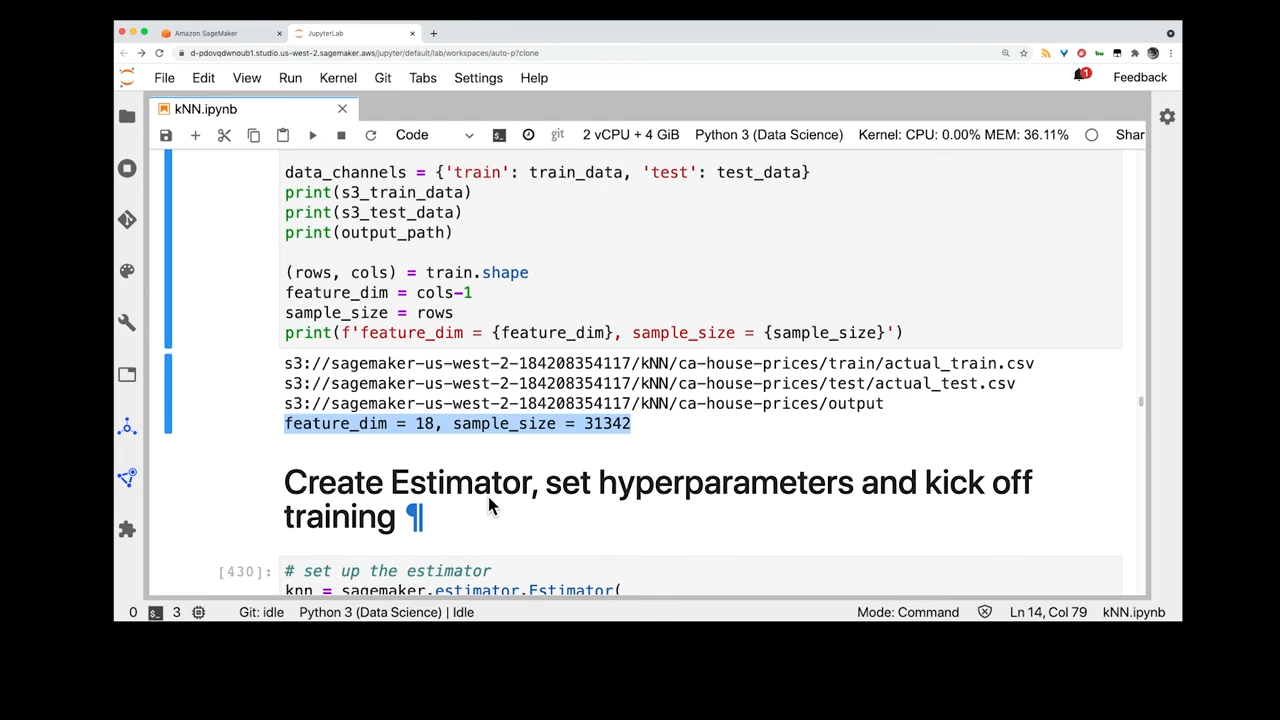 Amazon SageMaker
JupyterLab
d-pdovqdwnoub1.studio.us-west-2.sagemaker.aws/jupyter/default/lab/workspaces/auto-p?clone
File Edit View Run Kernel Git Tabs Settings Help
1
Feedback
kNN.ipynb
Code
git
2 vCPU + 4 GiB
Python 3 (Data Science)
Kernel: CPU: 0.00% MEM: 36.11%
Shar
data_channels = {'train': train_data, 'test': test_data}
print(s3_train_data)
print(s3_test_data)
print(output_path)
(rows, cols) = train.shape
feature_dim = cols-1
sample_size = rows
print(f'feature_dim = {feature_dim}, sample_size = {sample_size}')
s3://sagemaker-us-west-2-184208354117/kNN/ca-house-prices/train/actual_train.csv
s3://sagemaker-us-west-2-184208354117/kNN/ca-house-prices/test/actual_test.csv
s3://sagemaker-us-west-2-184208354117/kNN/ca-house-prices/output
feature_dim = 18, sample_size = 31342
Create Estimator, set hyperparameters and kick off
training ¶
[430]: # set up the estimator
knn = sagemaker.estimator.Estimator(
0 3 Git: idle Python 3 (Data Science) | Idle Mode: Command Ln 14, Col 79 kNN.ipynb